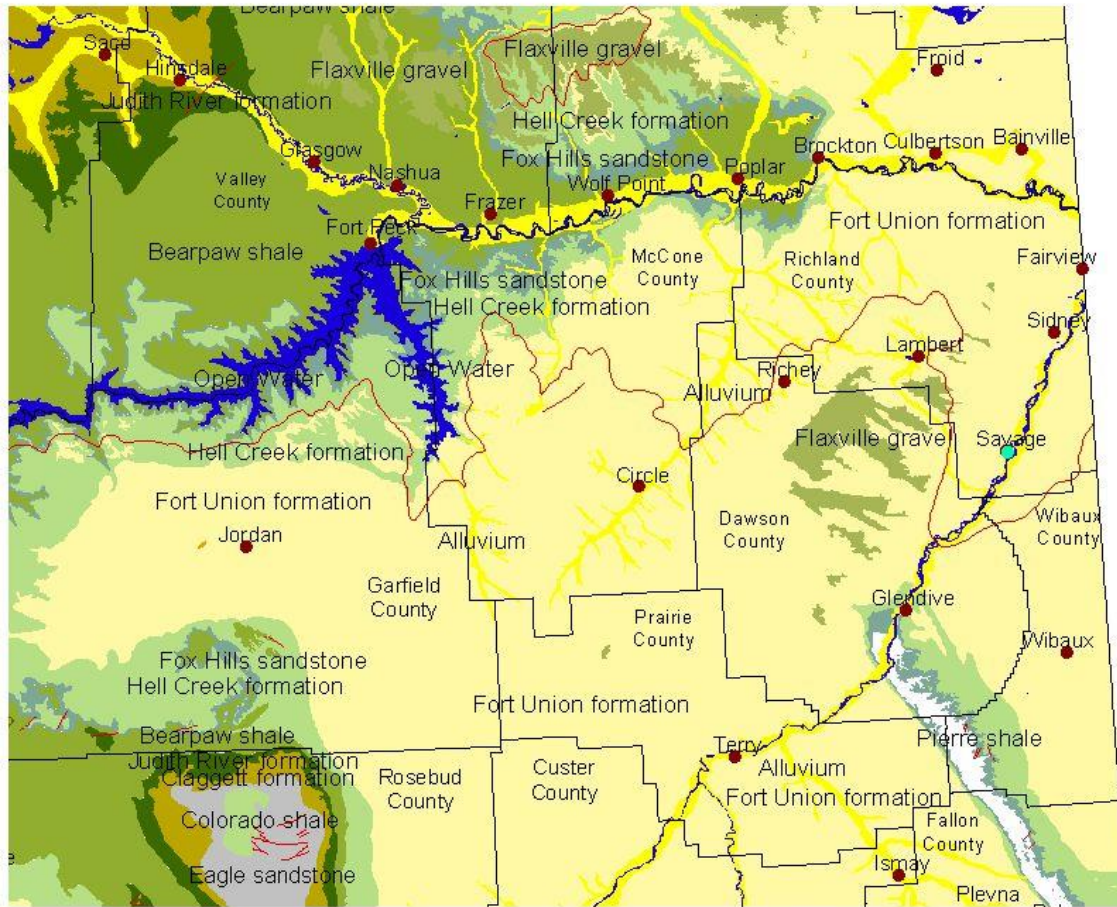 Bearpaw shale
Saco
Hinsdale
Flaxville gravel
Flaxville gravel
Froid
Judith River formation
Hell Creek formation
Glasgow
Fox Hills sandstone
Brockton
Culbertson
Bainville
Valley
County
Nashua
Wolf Point
Poplar
Frazer
Fort Peck
Fort Union formation
Bearpaw shale
McCone
County
Richland
County
Fairview
Fox Hills sandstone
Hell Creek formation
Sidney
Lambert
Open Water
Open Water
Richey
Alluvium
Hell Creek formation
Flaxville gravel
Savage
Circle
Fort Union formation
Jordan
Dawson
County
Wibaux
County
Alluvium
Garfield
County
Glendive
Prairie
County
Wibaux
Fox Hills sandstone
Hell Creek formation
Fort Union formation
Bearpaw shale
Pierre shale
Terry
Judith River formation
Claggett formation
Rosebud
County
Custer
County
Alluvium
Fort Union formation
Colorado shale
Fallon
County
Eagle sandstone
Ismay
Plevna